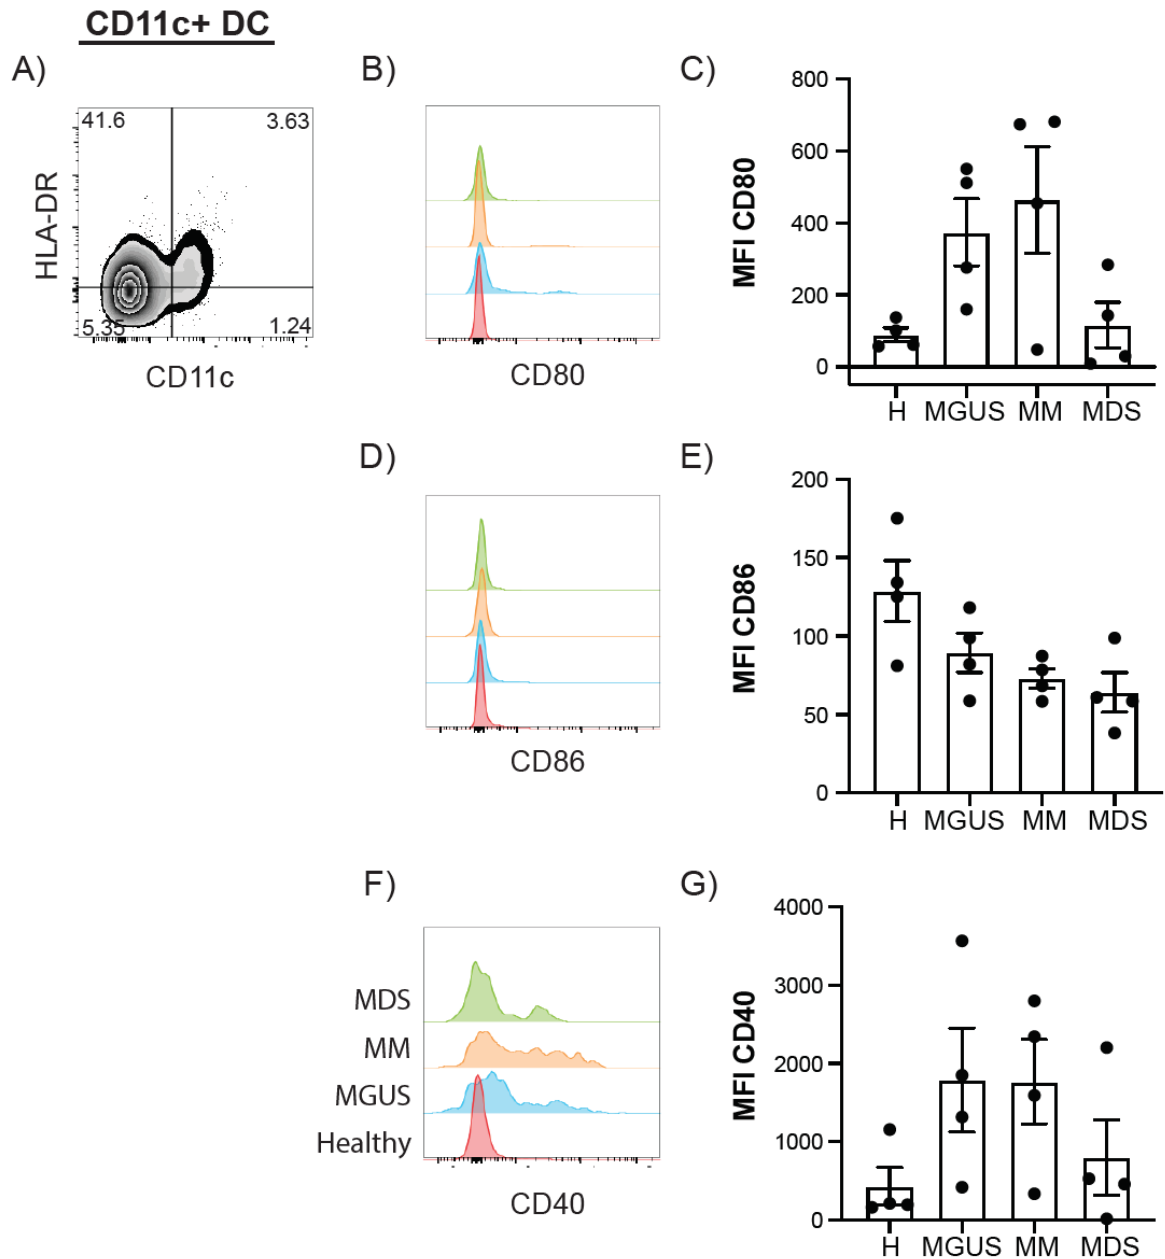 CD11c+ DC
A)
B)
C)
41.6
3.63
5.35
1.24
HLA-DR
CD11c
CD80
MFI CD80
800
600
400
200
0
H MGUS MM MDS
D)
E)
CD86
MFI CD86
200
150
100
50
0
H MGUS MM MDS
F)
G)
MDS
MM
MGUS
Healthy
CD40
MFI CD40
4000
3000
2000
1000
0
H MGUS MM MDS